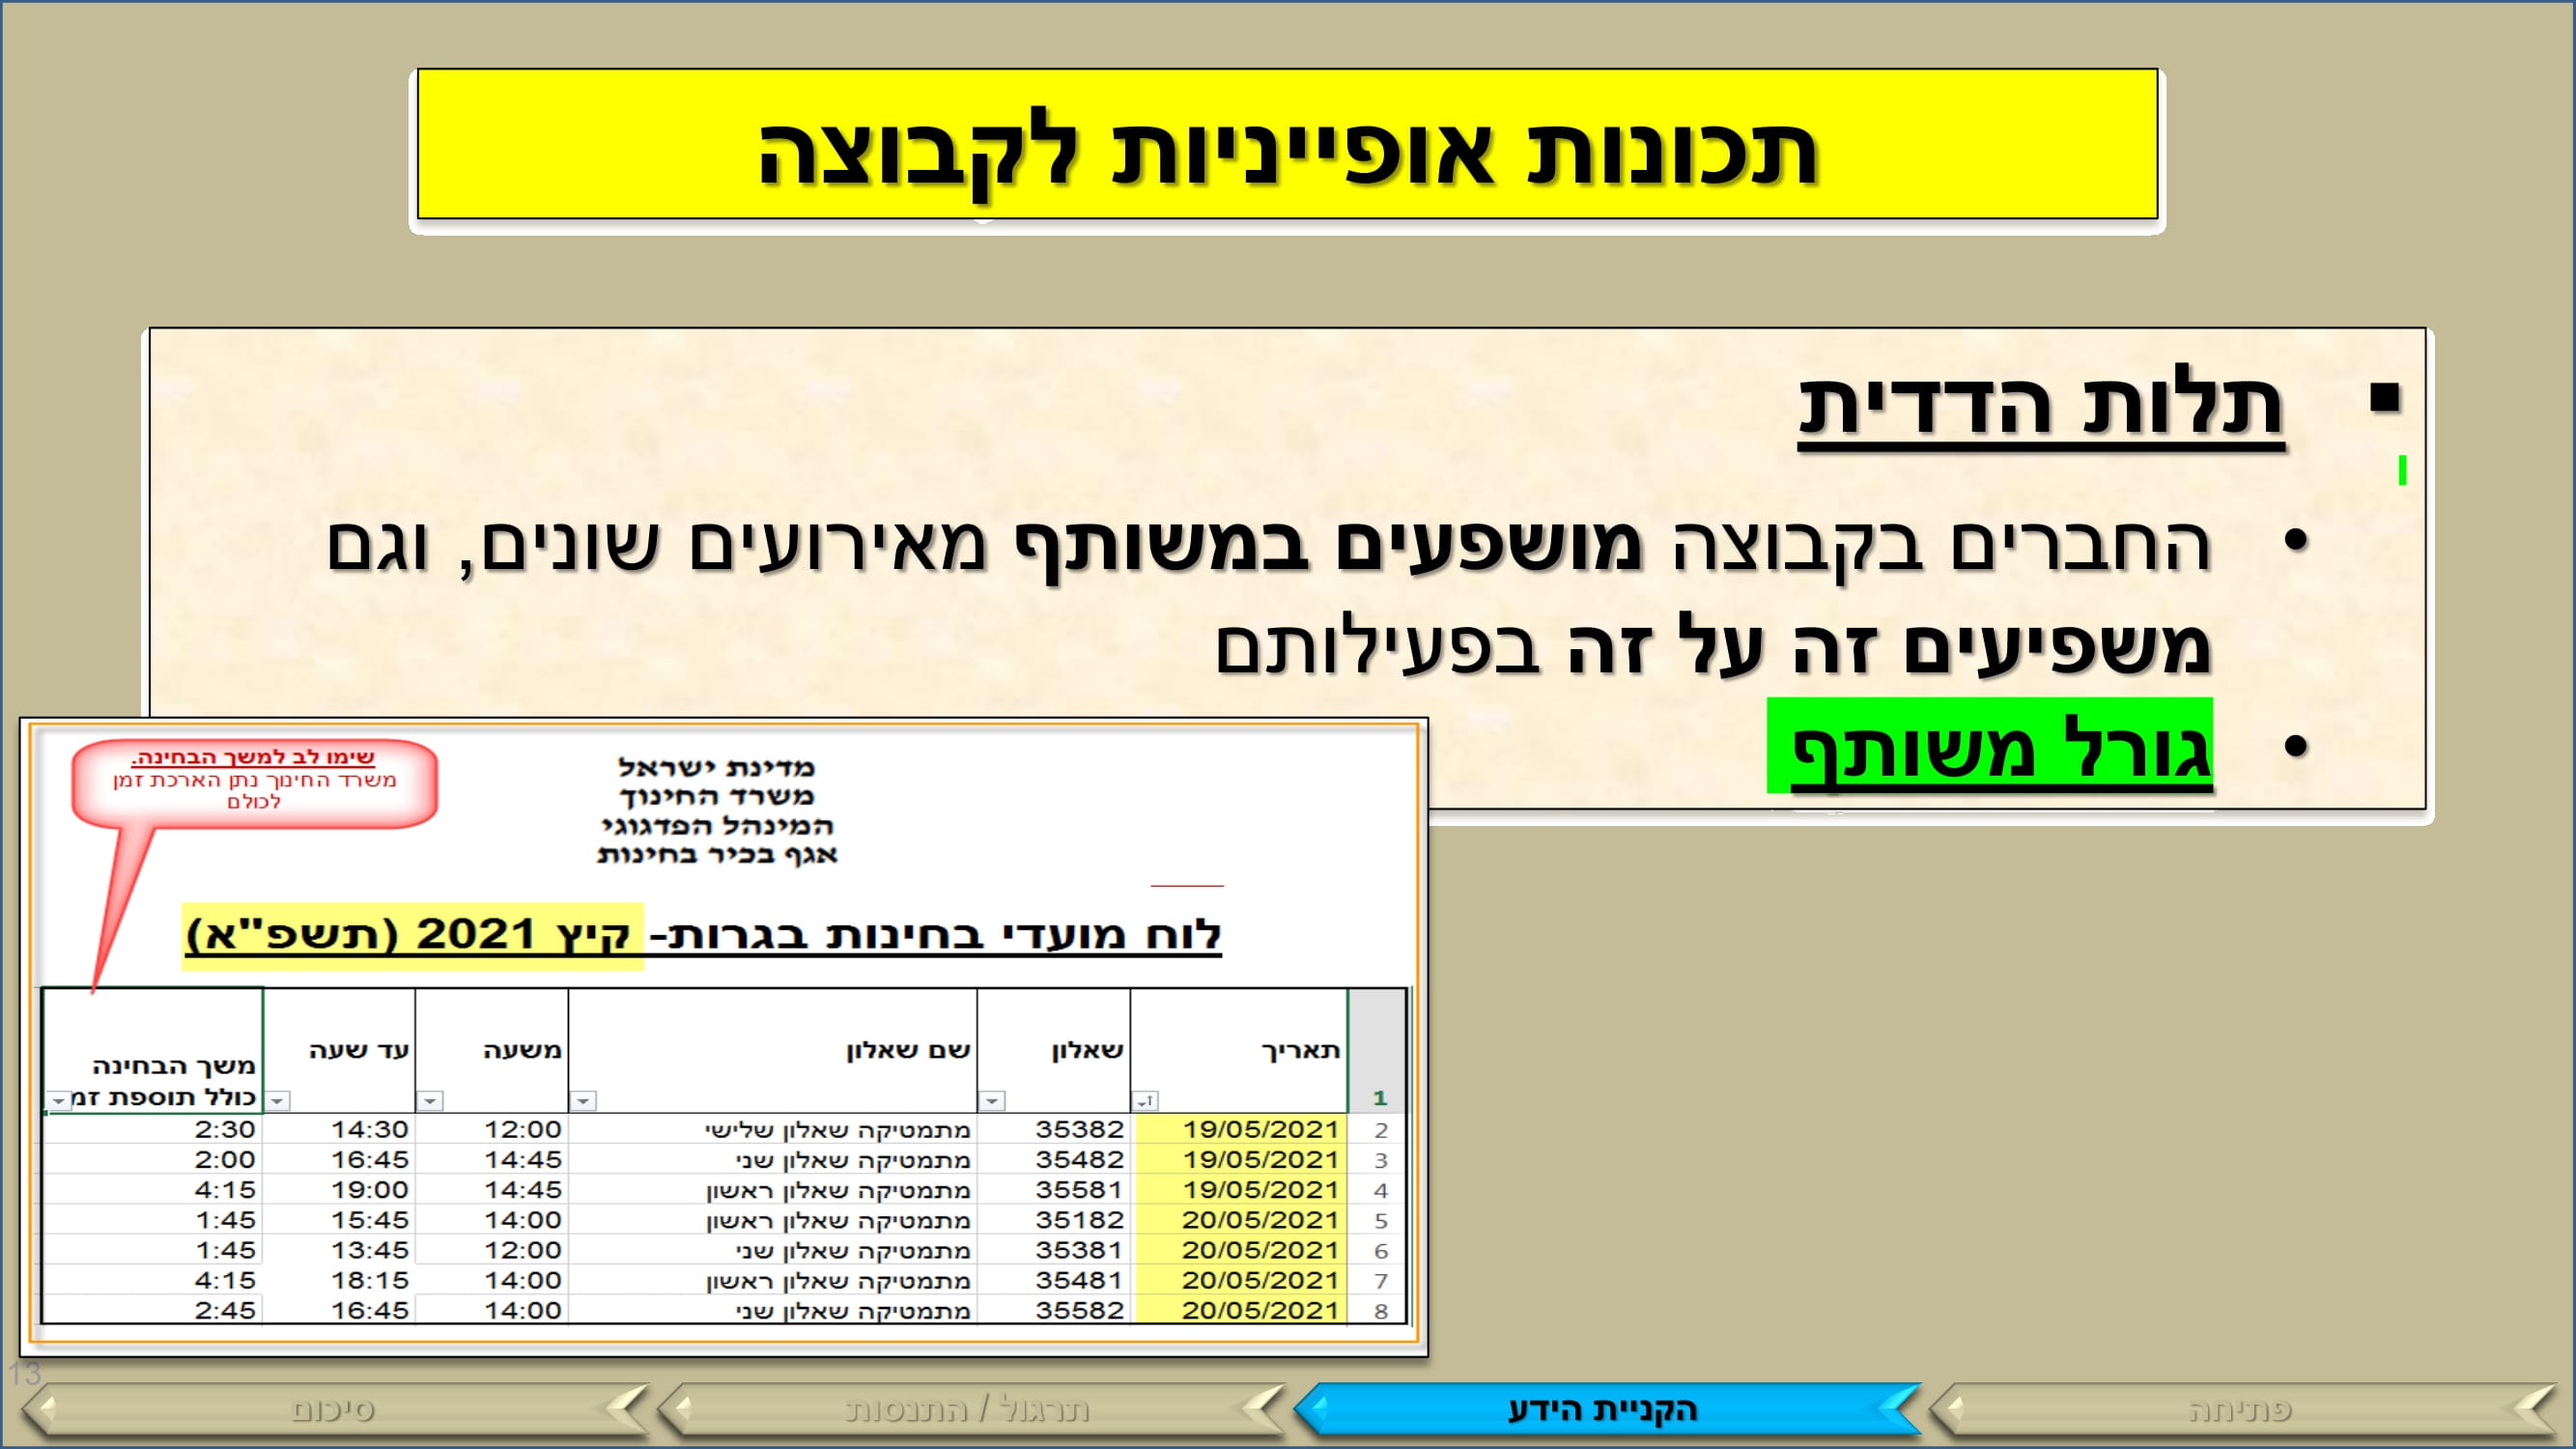 תכונות אופייניות לקבוצה
▪ תלות הדדית
• החברים בקבוצה מושפעים במשותף מאירועים שונים, וגם
משפיעים זה על זה בפעילותם
• גורל משותף
שימו לב למשך הבחינה.
משרד החינוך נתן הארכת זמן
לכולם
מדינת ישראל
משרד החינוך
המינהל הפדגוגי
אגף בכיר בחינות
לוח מועדי בחינות בגרות- קיץ 2021 (תשפ"א)
1 תאריך שאלון שם שאלון משעה עד שעה משך הבחינה
כולל תוספת זמ
2 19/05/2021 35382 מתמטיקה שאלון שלישי 12:00 14:30 2:30
3 19/05/2021 35482 מתמטיקה שאלון שני 14:45 16:45 2:00
4 19/05/2021 35581 מתמטיקה שאלון ראשון 14:45 19:00 4:15
5 20/05/2021 35182 מתמטיקה שאלון ראשון 14:00 15:45 1:45
6 20/05/2021 35381 מתמטיקה שאלון שני 12:00 13:45 1:45
7 20/05/2021 35481 מתמטיקה שאלון ראשון 14:00 18:15 4:15
8 20/05/2021 35582 מתמטיקה שאלון שני 14:00 16:45 2:45
13
פתיחה
הקניית הידע
תרגול / התנסות
סיכום